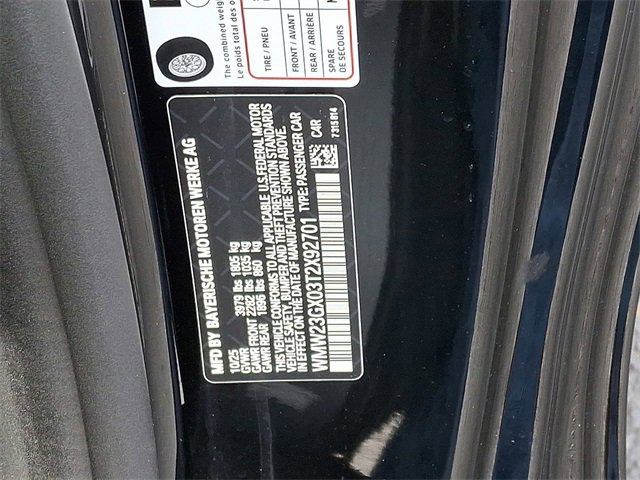 The combined weig
Le poids total des o
TIRE / PNEU
FRONT / AVANT
REAR / ARRIÈRE
SPARE
DE SECOURS
MFD BY BAYERISCHE MOTOREN WERKE AG
10/25
GVWR 3979 lbs 1805 kg
GAWR FRONT 2282 lbs 1035 kg
GAWR REAR 1896 lbs 860 kg
THIS VEHICLE CONFORMS TO ALL APPLICABLE U.S. FEDERAL MOTOR
VEHICLE SAFETY, BUMPER AND THEFT PREVENTION STANDARDS
IN EFFECT ON THE DATE OF MANUFACTURE SHOWN ABOVE.
WMW23GX03T2X92701 TYPE: PASSENGER CAR
CAR
7315814